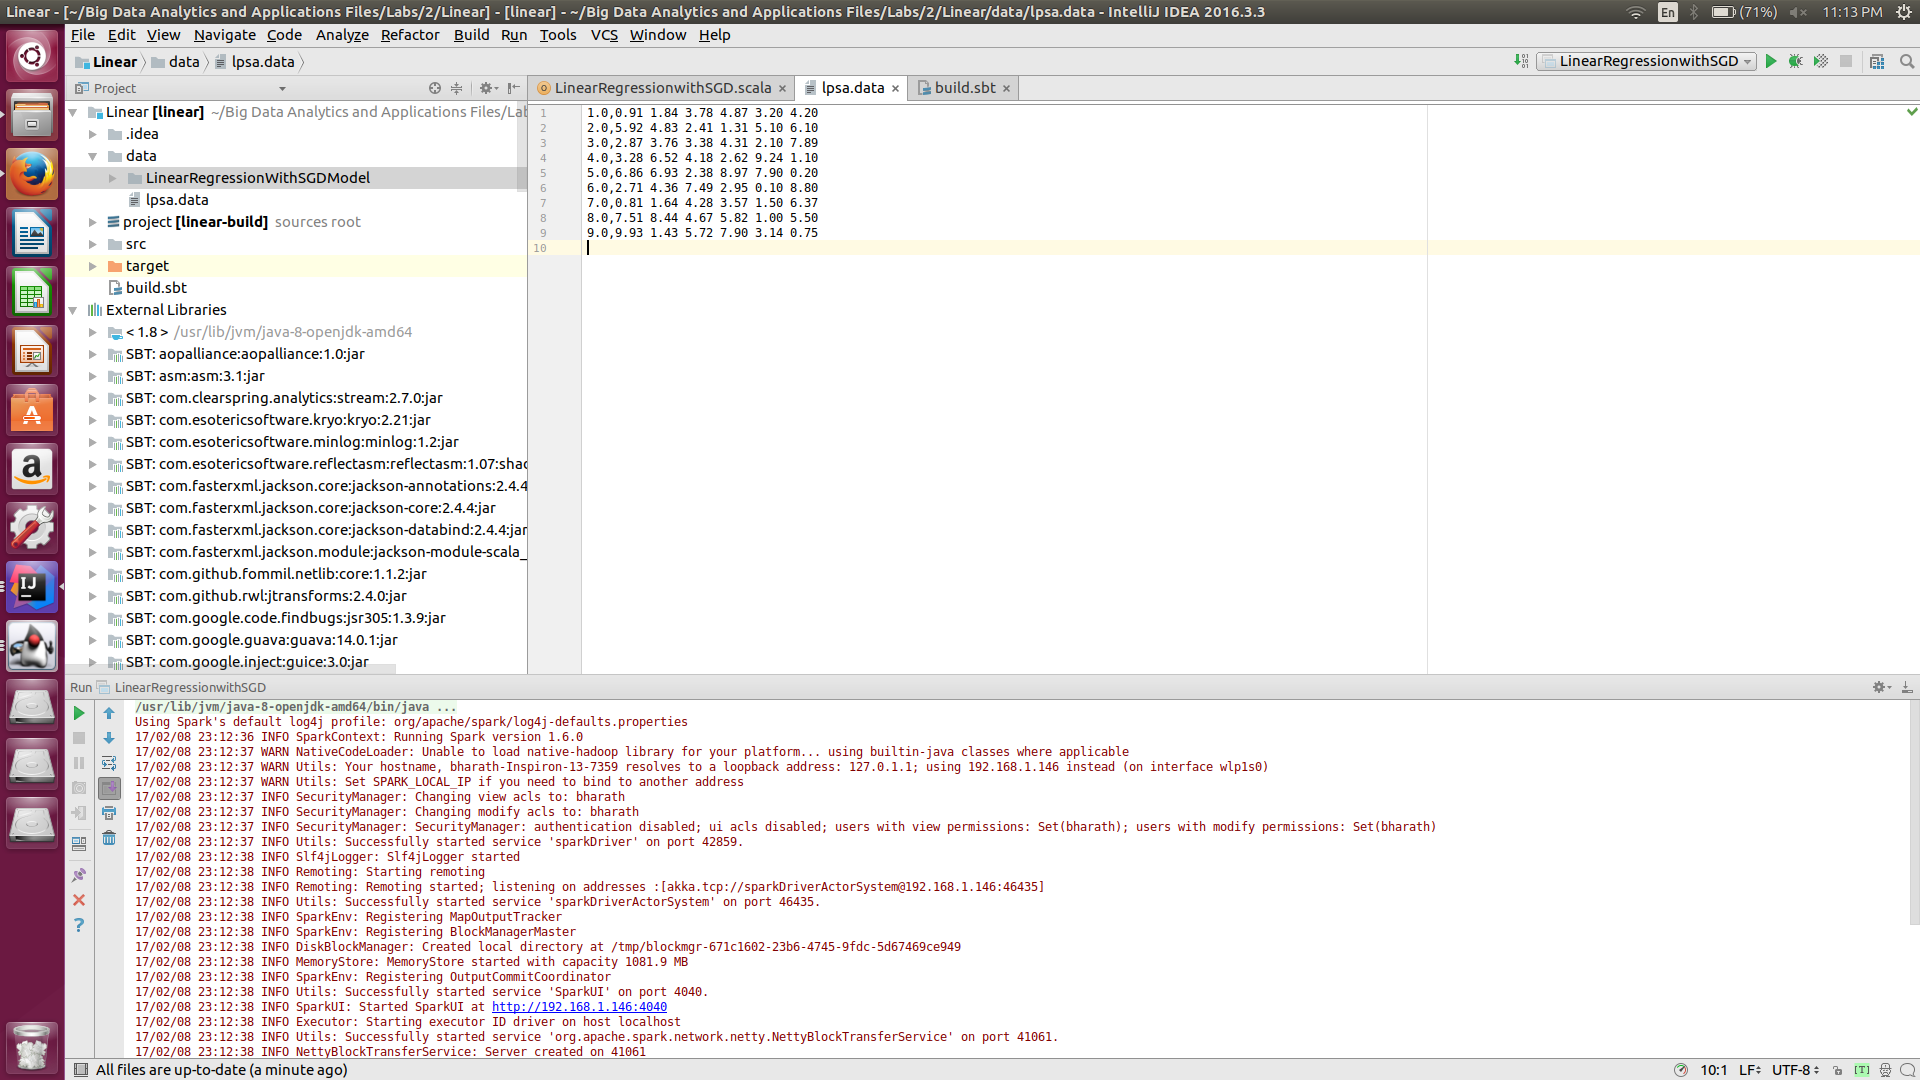 Linear - [~/Big Data Analytics and Applications Files/Labs/2/Linear] - [linear] - ~/Big Data Analytics and Applications Files/Labs/2/Linear/data/lpsa.data - IntelliJ IDEA 2016.3.3
En
(71%)
11:13 PM
File Edit View Navigate Code Analyze Refactor Build Run Tools VCS Window Help
Linear data lpsa.data
LinearRegressionwithSGD
Project
LinearRegressionwithSGD.scala
lpsa.data
build.sbt
Linear [linear] ~/Big Data Analytics and Applications Files/Lab
.idea
data
LinearRegressionWithSGDModel
lpsa.data
project [linear-build] sources root
src
target
build.sbt
External Libraries
< 1.8 > /usr/lib/jvm/java-8-openjdk-amd64
SBT: aopalliance:aopalliance:1.0:jar
SBT: asm:asm:3.1:jar
SBT: com.clearspring.analytics:stream:2.7.0:jar
SBT: com.esotericsoftware.kryo:kryo:2.21:jar
SBT: com.esotericsoftware.minlog:minlog:1.2:jar
SBT: com.esotericsoftware.reflectasm:reflectasm:1.07:shad
SBT: com.fasterxml.jackson.core:jackson-annotations:2.4.4
SBT: com.fasterxml.jackson.core:jackson-core:2.4.4:jar
SBT: com.fasterxml.jackson.core:jackson-databind:2.4.4:jar
SBT: com.fasterxml.jackson.module:jackson-module-scala_
SBT: com.github.fommil.netlib:core:1.1.2:jar
SBT: com.github.rwl:jtransforms:2.4.0:jar
SBT: com.google.code.findbugs:jsr305:1.3.9:jar
SBT: com.google.guava:guava:14.0.1:jar
SBT: com.google.inject:guice:3.0:jar
1 1.0,0.91 1.84 3.78 4.87 3.20 4.20
2 2.0,5.92 4.83 2.41 1.31 5.10 6.10
3 3.0,2.87 3.76 3.38 4.31 2.10 7.89
4 4.0,3.28 6.52 4.18 2.62 9.24 1.10
5 5.0,6.86 6.93 2.38 8.97 7.90 0.20
6 6.0,2.71 4.36 7.49 2.95 0.10 8.80
7 7.0,0.81 1.64 4.28 3.57 1.50 6.37
8 8.0,7.51 8.44 4.67 5.82 1.00 5.50
9 9.0,9.93 1.43 5.72 7.90 3.14 0.75
10
Run LinearRegressionwithSGD
/usr/lib/jvm/java-8-openjdk-amd64/bin/java ...
Using Spark's default log4j profile: org/apache/spark/log4j-defaults.properties
17/02/08 23:12:36 INFO SparkContext: Running Spark version 1.6.0
17/02/08 23:12:37 WARN NativeCodeLoader: Unable to load native-hadoop library for your platform... using builtin-java classes where applicable
17/02/08 23:12:37 WARN Utils: Your hostname, bharath-Inspiron-13-7359 resolves to a loopback address: 127.0.1.1; using 192.168.1.146 instead (on interface wlp1s0)
17/02/08 23:12:37 WARN Utils: Set SPARK_LOCAL_IP if you need to bind to another address
17/02/08 23:12:37 INFO SecurityManager: Changing view acls to: bharath
17/02/08 23:12:37 INFO SecurityManager: Changing modify acls to: bharath
17/02/08 23:12:37 INFO SecurityManager: SecurityManager: authentication disabled; ui acls disabled; users with view permissions: Set(bharath); users with modify permissions: Set(bharath)
17/02/08 23:12:37 INFO Utils: Successfully started service 'sparkDriver' on port 42859.
17/02/08 23:12:38 INFO Slf4jLogger: Slf4jLogger started
17/02/08 23:12:38 INFO Remoting: Starting remoting
17/02/08 23:12:38 INFO Remoting: Remoting started; listening on addresses :[akka.tcp://sparkDriverActorSystem@192.168.1.146:46435]
17/02/08 23:12:38 INFO Utils: Successfully started service 'sparkDriverActorSystem' on port 46435.
17/02/08 23:12:38 INFO SparkEnv: Registering MapOutputTracker
17/02/08 23:12:38 INFO SparkEnv: Registering BlockManagerMaster
17/02/08 23:12:38 INFO DiskBlockManager: Created local directory at /tmp/blockmgr-671c1602-23b6-4745-9fdc-5d67469ce949
17/02/08 23:12:38 INFO MemoryStore: MemoryStore started with capacity 1081.9 MB
17/02/08 23:12:38 INFO SparkEnv: Registering OutputCommitCoordinator
17/02/08 23:12:38 INFO Utils: Successfully started service 'SparkUI' on port 4040.
17/02/08 23:12:38 INFO SparkUI: Started SparkUI at http://192.168.1.146:4040
17/02/08 23:12:38 INFO Executor: Starting executor ID driver on host localhost
17/02/08 23:12:38 INFO Utils: Successfully started service 'org.apache.spark.network.netty.NettyBlockTransferService' on port 41061.
17/02/08 23:12:38 INFO NettyBlockTransferService: Server created on 41061
All files are up-to-date (a minute ago)
10:1 LF UTF-8 [T]